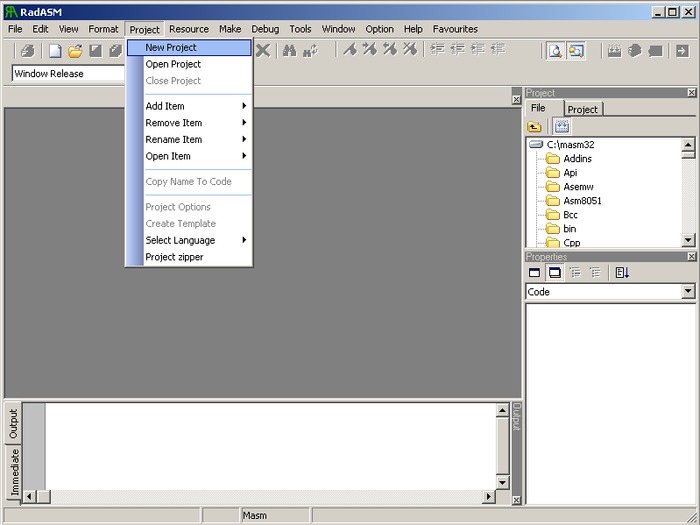 RadASM
File Edit View Format Project Resource Make Debug Tools Window Option Help Favourites
Window Release
New Project
Open Project
Close Project
Add Item
Remove Item
Rename Item
Open Item
Copy Name To Code
Project Options
Create Template
Select Language
Project zipper
Project
File Project
C:\masm32
Addins
Api
Asemw
Asm8051
Bcc
bin
Cpp
Properties
Code
Output
Immediate
Output
Masm